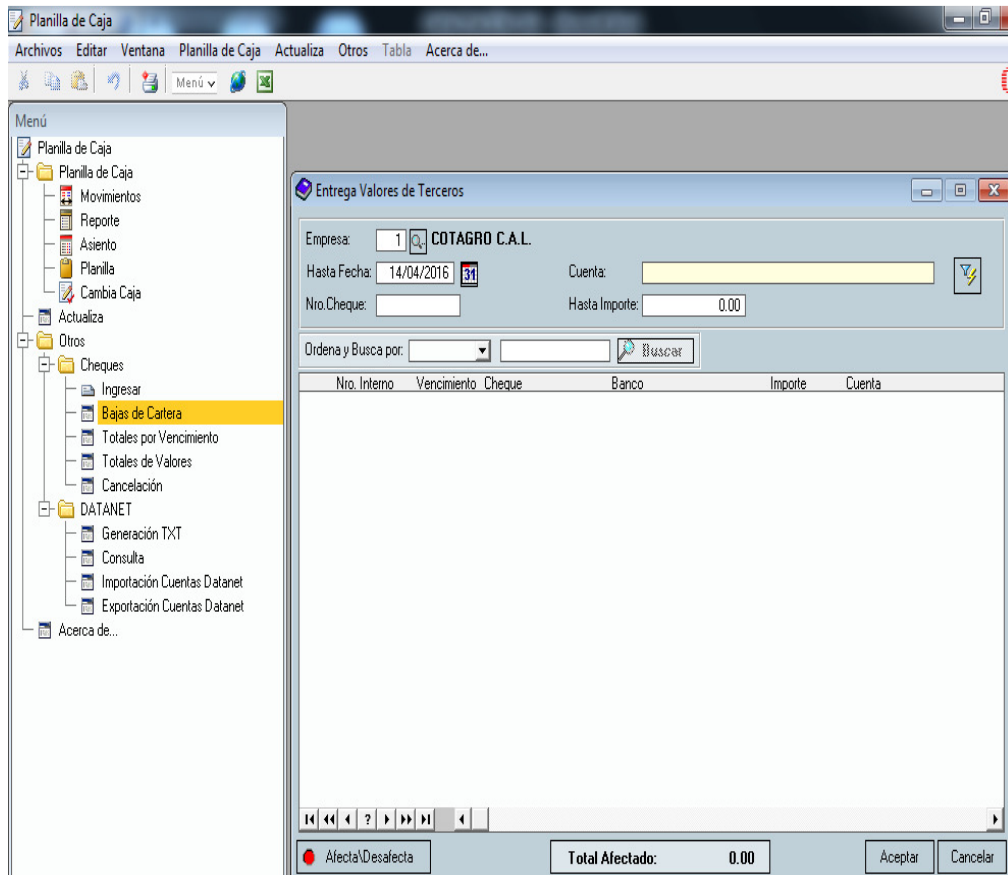 Planilla de Caja
Archivos Editar Ventana Planilla de Caja Actualiza Otros Tabla Acerca de...
Menú
Menú
Planilla de Caja
Planilla de Caja
Movimientos
Reporte
Asiento
Planilla
Cambia Caja
Actualiza
Otros
Cheques
Ingresar
Bajas de Cartera
Totales por Vencimiento
Totales de Valores
Cancelación
DATANET
Generación TXT
Consulta
Importación Cuentas Datanet
Exportación Cuentas Datanet
Acerca de...
Entrega Valores de Terceros
Empresa: 1 COTAGRO C.A.L.
Hasta Fecha: 14/04/2016 31 Cuenta:
Nro.Cheque: Hasta Importe: 0.00
Ordena y Busca por: Buscar
Nro. Interno Vencimiento Cheque Banco Importe Cuenta
?
Afecta\Desafecta Total Afectado: 0.00 Aceptar Cancelar